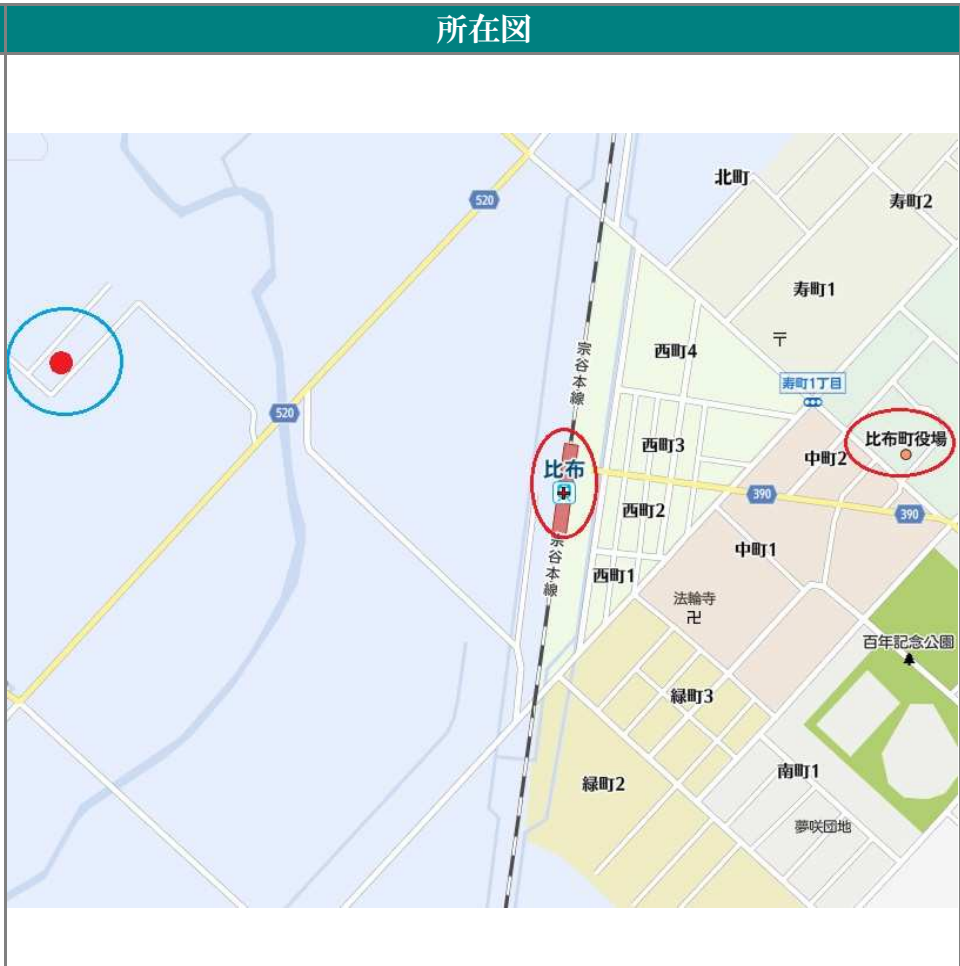 所在図
北町
520
寿町2
寿町1
〒
宗谷本線
西町4
寿町1丁目
520
西町3
中町2
比布町役場
比布
390
西町2
390
宗谷本線
中町1
西町1
法輪寺
卍
百年記念公園
緑町3
南町1
緑町2
夢咲団地